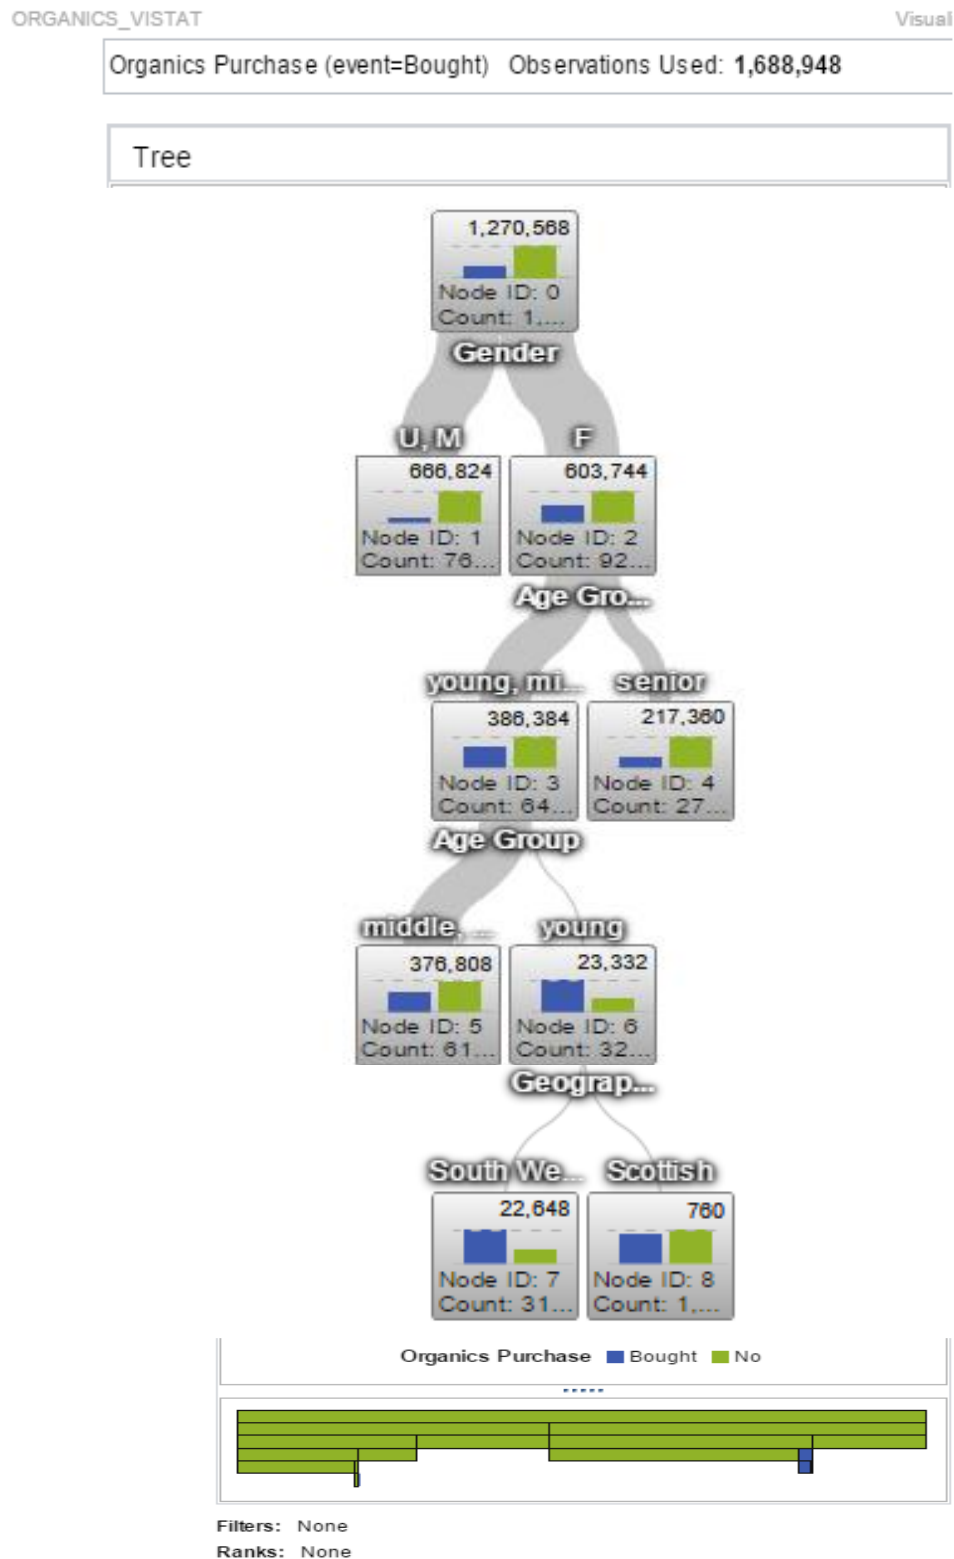 ORGANICS_VISTAT Visual
Organics Purchase (event=Bought) Observations Used: 1,688,948
Tree
1,270,568
Node ID: 0
Count: 1,...
Gender
U, M F
666,824 603,744
Node ID: 1 Node ID: 2
Count: 76... Count: 92...
Age Gro...
young, mi... senior
386,384 217,360
Node ID: 3 Node ID: 4
Count: 64... Count: 27...
Age Group
middle, ... young
376,808 23,332
Node ID: 5 Node ID: 6
Count: 61... Count: 32...
Geograp...
South We... Scottish
22,648 760
Node ID: 7 Node ID: 8
Count: 31... Count: 1,...
Organics Purchase Bought No
Filters: None
Ranks: None